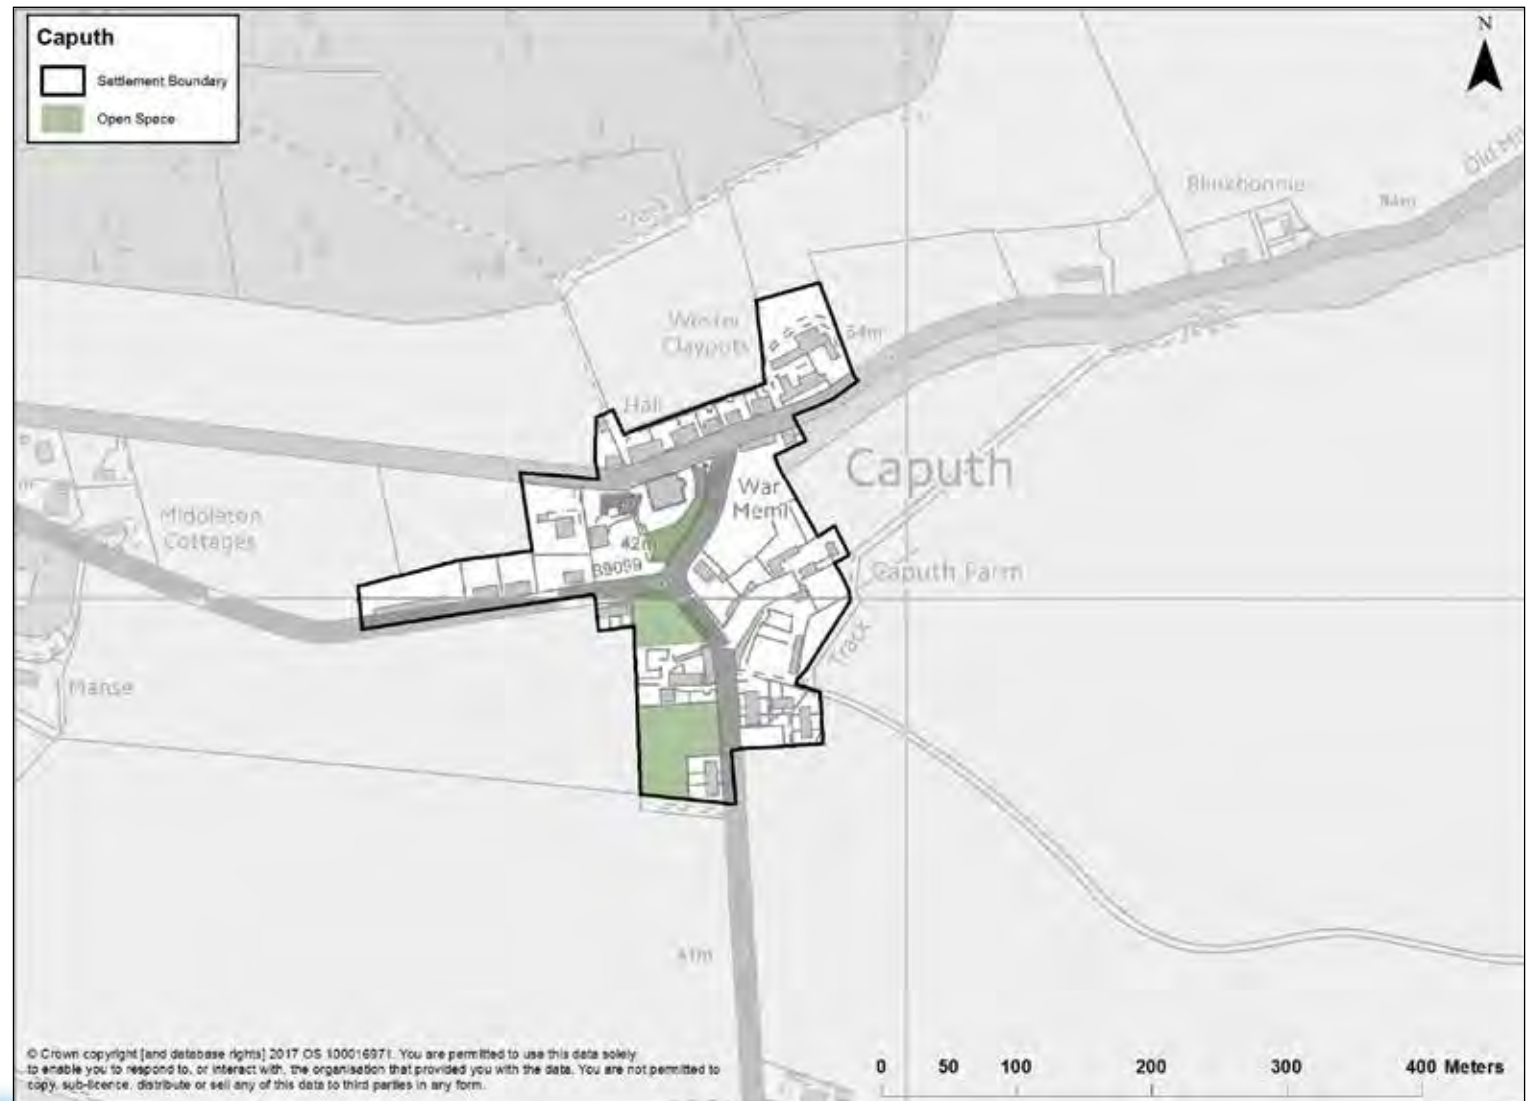 Caputh
Settlement Boundary
Open Space
N
Blinkbonnie
84m
Wester
Claypots
54m
Hall
Caputh
War
Meml
Middleton
Cottages
42m
B9099
Caputh Farm
Track
Manse
41m
© Crown copyright [and database rights] 2017 OS 100016971. You are permitted to use this data solely
to enable you to respond to, or interact with, the organisation that provided you with the data. You are not permitted to
copy, sub-licence, distribute or sell any of this data to third parties in any form.
0 50 100 200 300 400 Meters